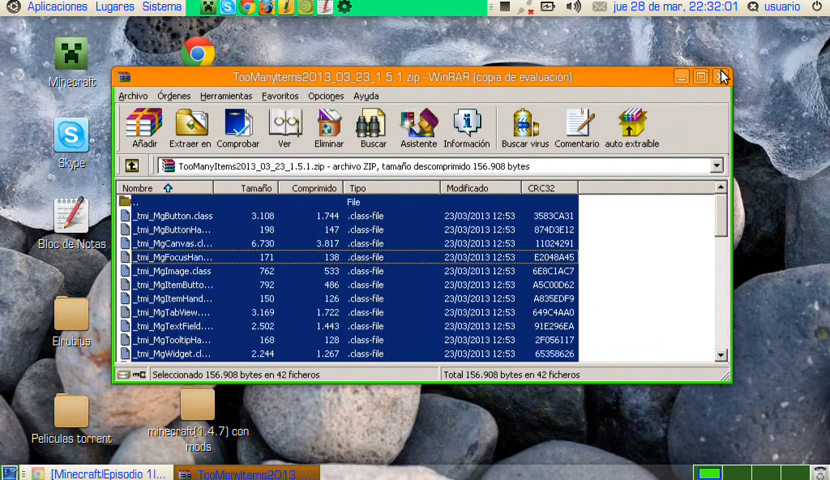 Aplicaciones Lugares Sistema jue 28 de mar, 22:32:01 usuario
Minecraft
Skype
Bloc de Notas
Elrubius
Peliculas torrent
minecraft(1.4.7) con
mods
TooManyItems2013_03_23_1.5.1.zip - WinRAR (copia de evaluación)
Archivo Órdenes Herramientas Favoritos Opciones Ayuda
Añadir Extraer en Comprobar Ver Eliminar Buscar Asistente Información Buscar virus Comentario auto extraíble
TooManyItems2013_03_23_1.5.1.zip - archivo ZIP, tamaño descomprimido 156.908 bytes
Nombre Tamaño Comprimido Tipo Modificado CRC32
.. File
_tmi_MgButton.class 3.108 1.744 .class-file 23/03/2013 12:53 3583CA31
_tmi_MgButtonHa... 198 147 .class-file 23/03/2013 12:53 874D3E12
_tmi_MgCanvas.cl... 6.730 3.817 .class-file 23/03/2013 12:53 11024291
_tmi_MgFocusHan... 171 138 .class-file 23/03/2013 12:53 E2048A45
_tmi_MgImage.class 762 533 .class-file 23/03/2013 12:53 6E8C1AC7
_tmi_MgItemButto... 792 486 .class-file 23/03/2013 12:53 A5C00D62
_tmi_MgItemHand... 150 126 .class-file 23/03/2013 12:53 A835EDF9
_tmi_MgTabView.... 3.169 1.722 .class-file 23/03/2013 12:53 649C4AA0
_tmi_MgTextField.... 2.502 1.443 .class-file 23/03/2013 12:53 91E296EA
_tmi_MgTooltipHa... 168 128 .class-file 23/03/2013 12:53 2F056117
_tmi_MgWidget.cl... 2.244 1.267 .class-file 23/03/2013 12:53 65358626
Seleccionado 156.908 bytes en 42 ficheros Total 156.908 bytes en 42 ficheros
[Minecraft|Episodio 1|... TooManyItems2013 ...